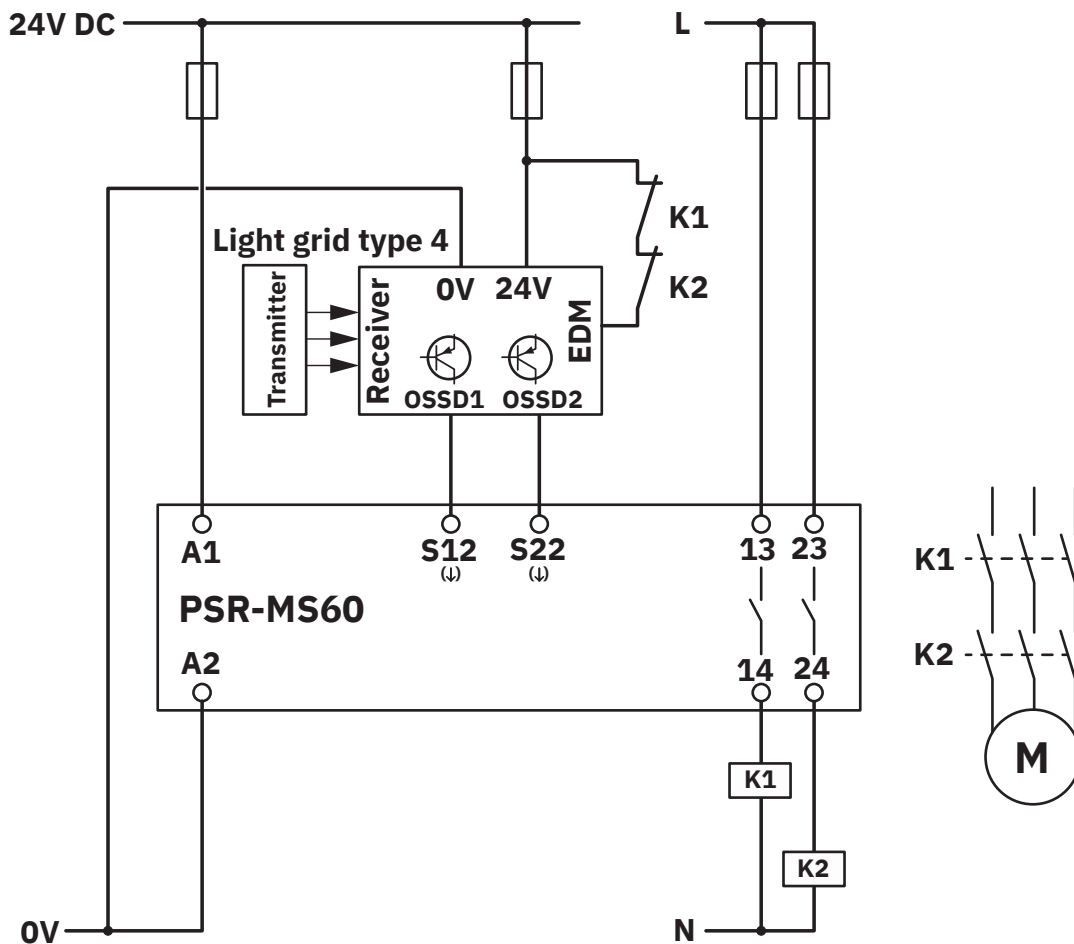 24V DC
L
K1
Light grid type 4
K2
0V 24V
Transmitter
Receiver
EDM
OSSD1 OSSD2
A1
S12
(↓)
S22
(↓)
13 23
PSR-MS60
K1
A2
14 24
K2
M
K1
K2
0V
N